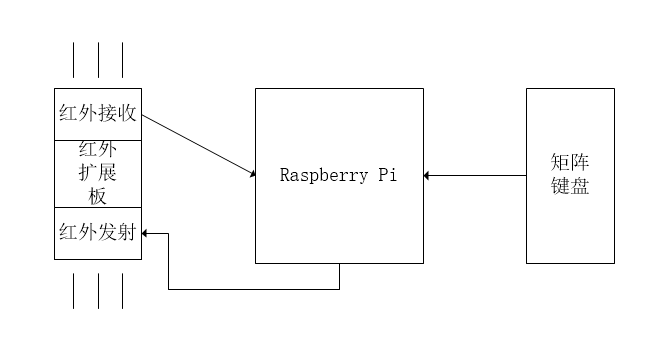 红外接收
红外
扩展
板
红外发射
Raspberry Pi
矩阵
键盘